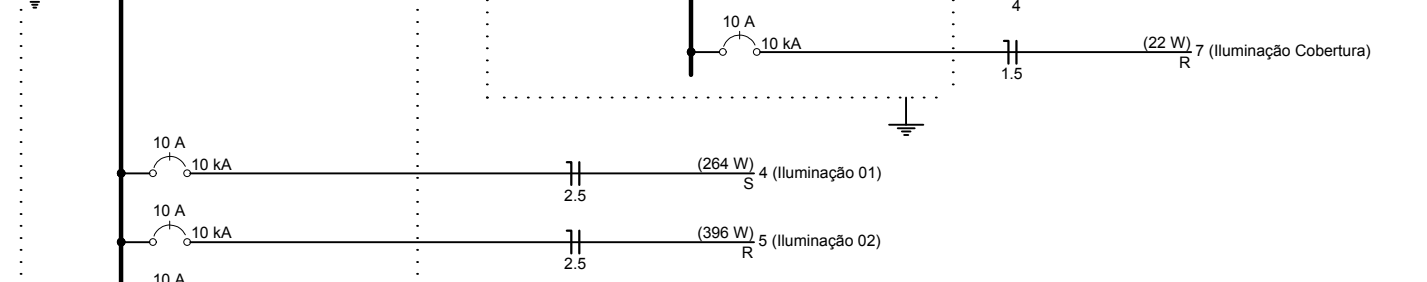 4
10 A
10 kA
(22 W)
7 (Iluminação Cobertura)
R
1.5
10 A
10 kA
(264 W)
4 (Iluminação 01)
S
2.5
10 A
10 kA
(396 W)
5 (Iluminação 02)
R
2.5
10 A